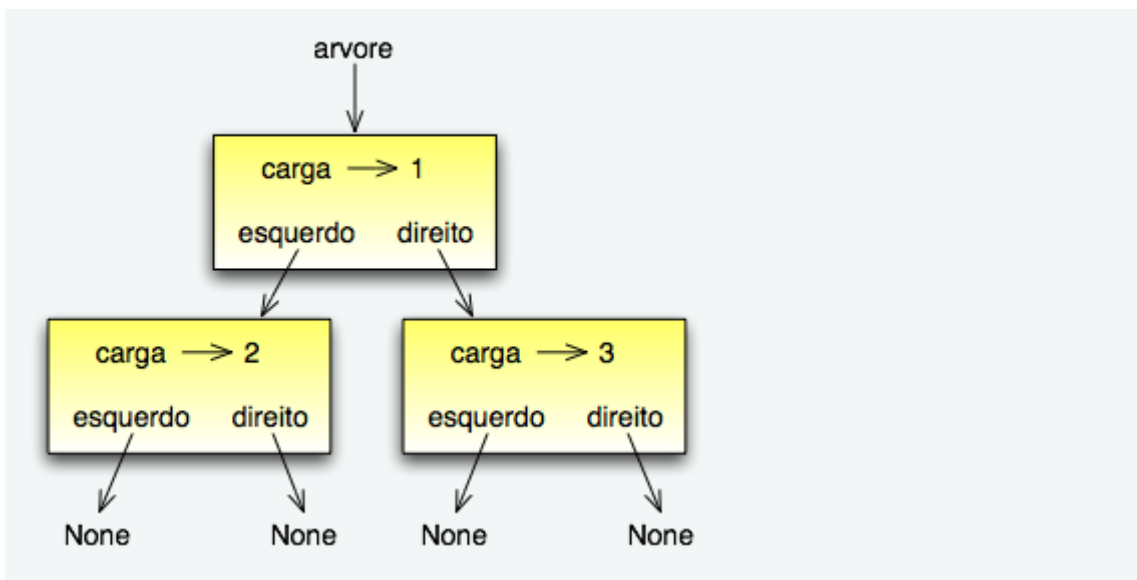 arvore
carga 1
esquerdo direito
carga 2 carga 3
esquerdo direito esquerdo direito
None None None None